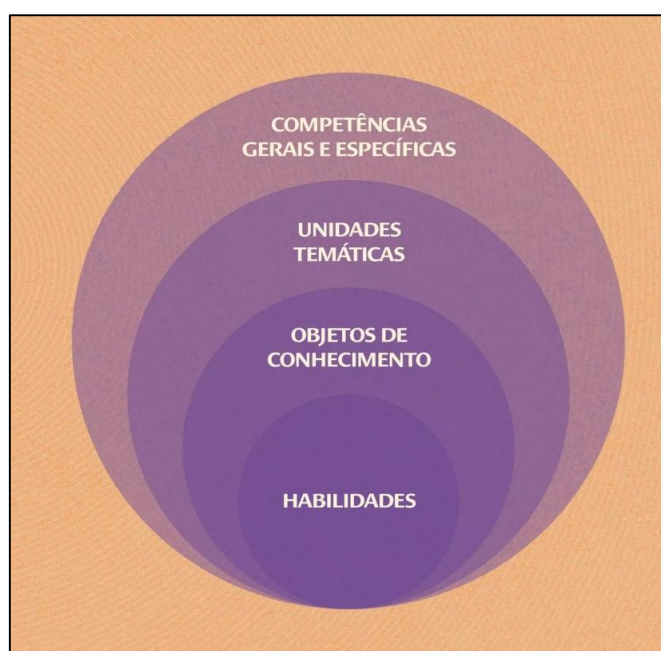 COMPETÊNCIAS
GERAIS E ESPECÍFICAS
UNIDADES
TEMÁTICAS
OBJETOS DE
CONHECIMENTO
HABILIDADES